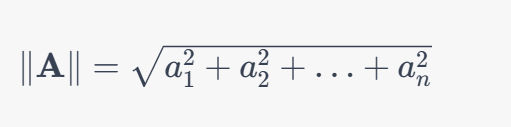 ‖𝐀‖ = √(a₁² + a₂² + . . . + aₙ²)